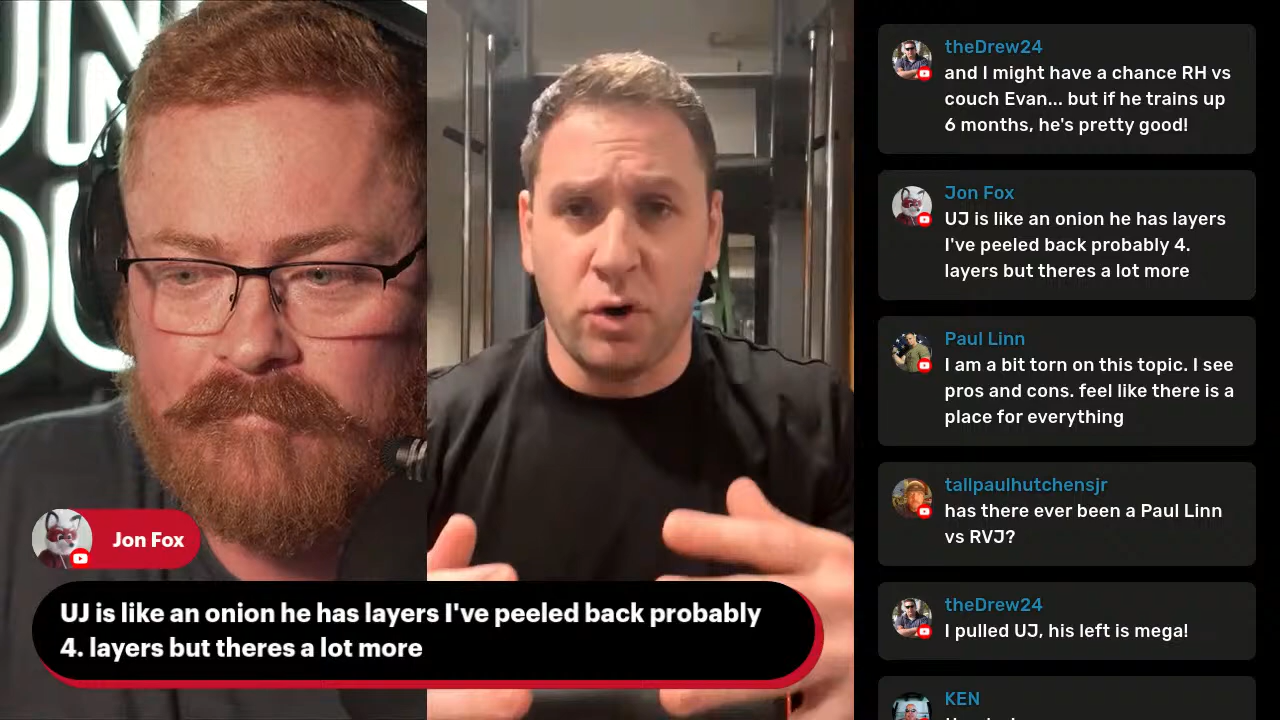 Jon Fox
UJ is like an onion he has layers I've peeled back probably
4. layers but theres a lot more
theDrew24
and I might have a chance RH vs
couch Evan... but if he trains up
6 months, he's pretty good!
Jon Fox
UJ is like an onion he has layers
I've peeled back probably 4.
layers but theres a lot more
Paul Linn
I am a bit torn on this topic. I see
pros and cons. feel like there is a
place for everything
tallpaulhutchensjr
has there ever been a Paul Linn
vs RVJ?
theDrew24
I pulled UJ, his left is mega!
KEN